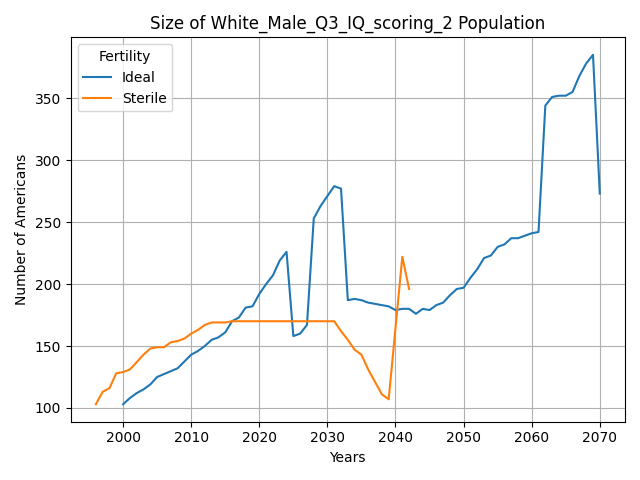 Size of White_Male_Q3_IQ_scoring_2 Population
Fertility
Ideal
Sterile
Number of Americans
350
300
250
200
150
100
2000 2010 2020 2030 2040 2050 2060 2070
Years